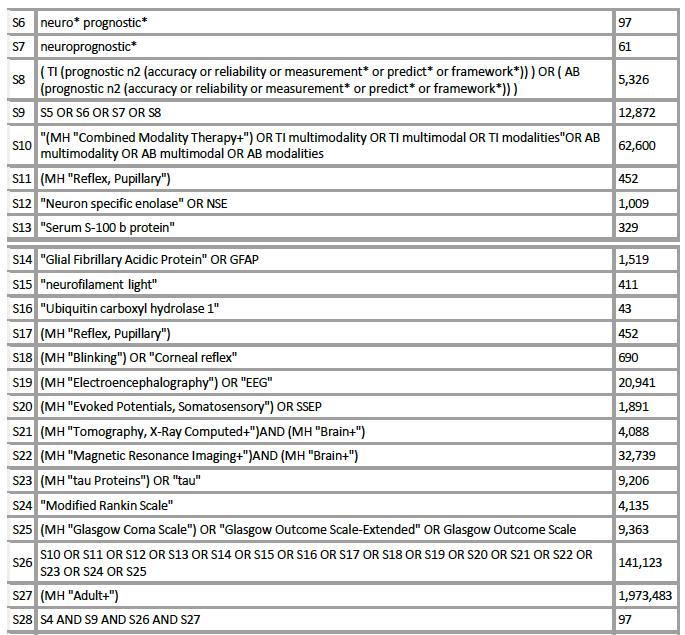 S6 neuro* prognostic* 97
S7 neuroprognostic* 61
S8 ( TI (prognostic n2 (accuracy or reliability or measurement* or predict* or framework*)) ) OR ( AB
(prognostic n2 (accuracy or reliability or measurement* or predict* or framework*)) ) 5,326
S9 S5 OR S6 OR S7 OR S8 12,872
S10 "(MH "Combined Modality Therapy+") OR TI multimodality OR TI multimodal OR TI modalities"OR AB
multimodality OR AB multimodal OR AB modalities 62,600
S11 (MH "Reflex, Pupillary") 452
S12 "Neuron specific enolase" OR NSE 1,009
S13 "Serum S-100 b protein" 329
S14 "Glial Fibrillary Acidic Protein" OR GFAP 1,519
S15 "neurofilament light" 411
S16 "Ubiquitin carboxyl hydrolase 1" 43
S17 (MH "Reflex, Pupillary") 452
S18 (MH "Blinking") OR "Corneal reflex" 690
S19 (MH "Electroencephalography") OR "EEG" 20,941
S20 (MH "Evoked Potentials, Somatosensory") OR SSEP 1,891
S21 (MH "Tomography, X-Ray Computed+")AND (MH "Brain+") 4,088
S22 (MH "Magnetic Resonance Imaging+")AND (MH "Brain+") 32,739
S23 (MH "tau Proteins") OR "tau" 9,206
S24 "Modified Rankin Scale" 4,135
S25 (MH "Glasgow Coma Scale") OR "Glasgow Outcome Scale-Extended" OR Glasgow Outcome Scale 9,363
S26 S10 OR S11 OR S12 OR S13 OR S14 OR S15 OR S16 OR S17 OR S18 OR S19 OR S20 OR S21 OR S22 OR
S23 OR S24 OR S25 141,123
S27 (MH "Adult+") 1,973,483
S28 S4 AND S9 AND S26 AND S27 97